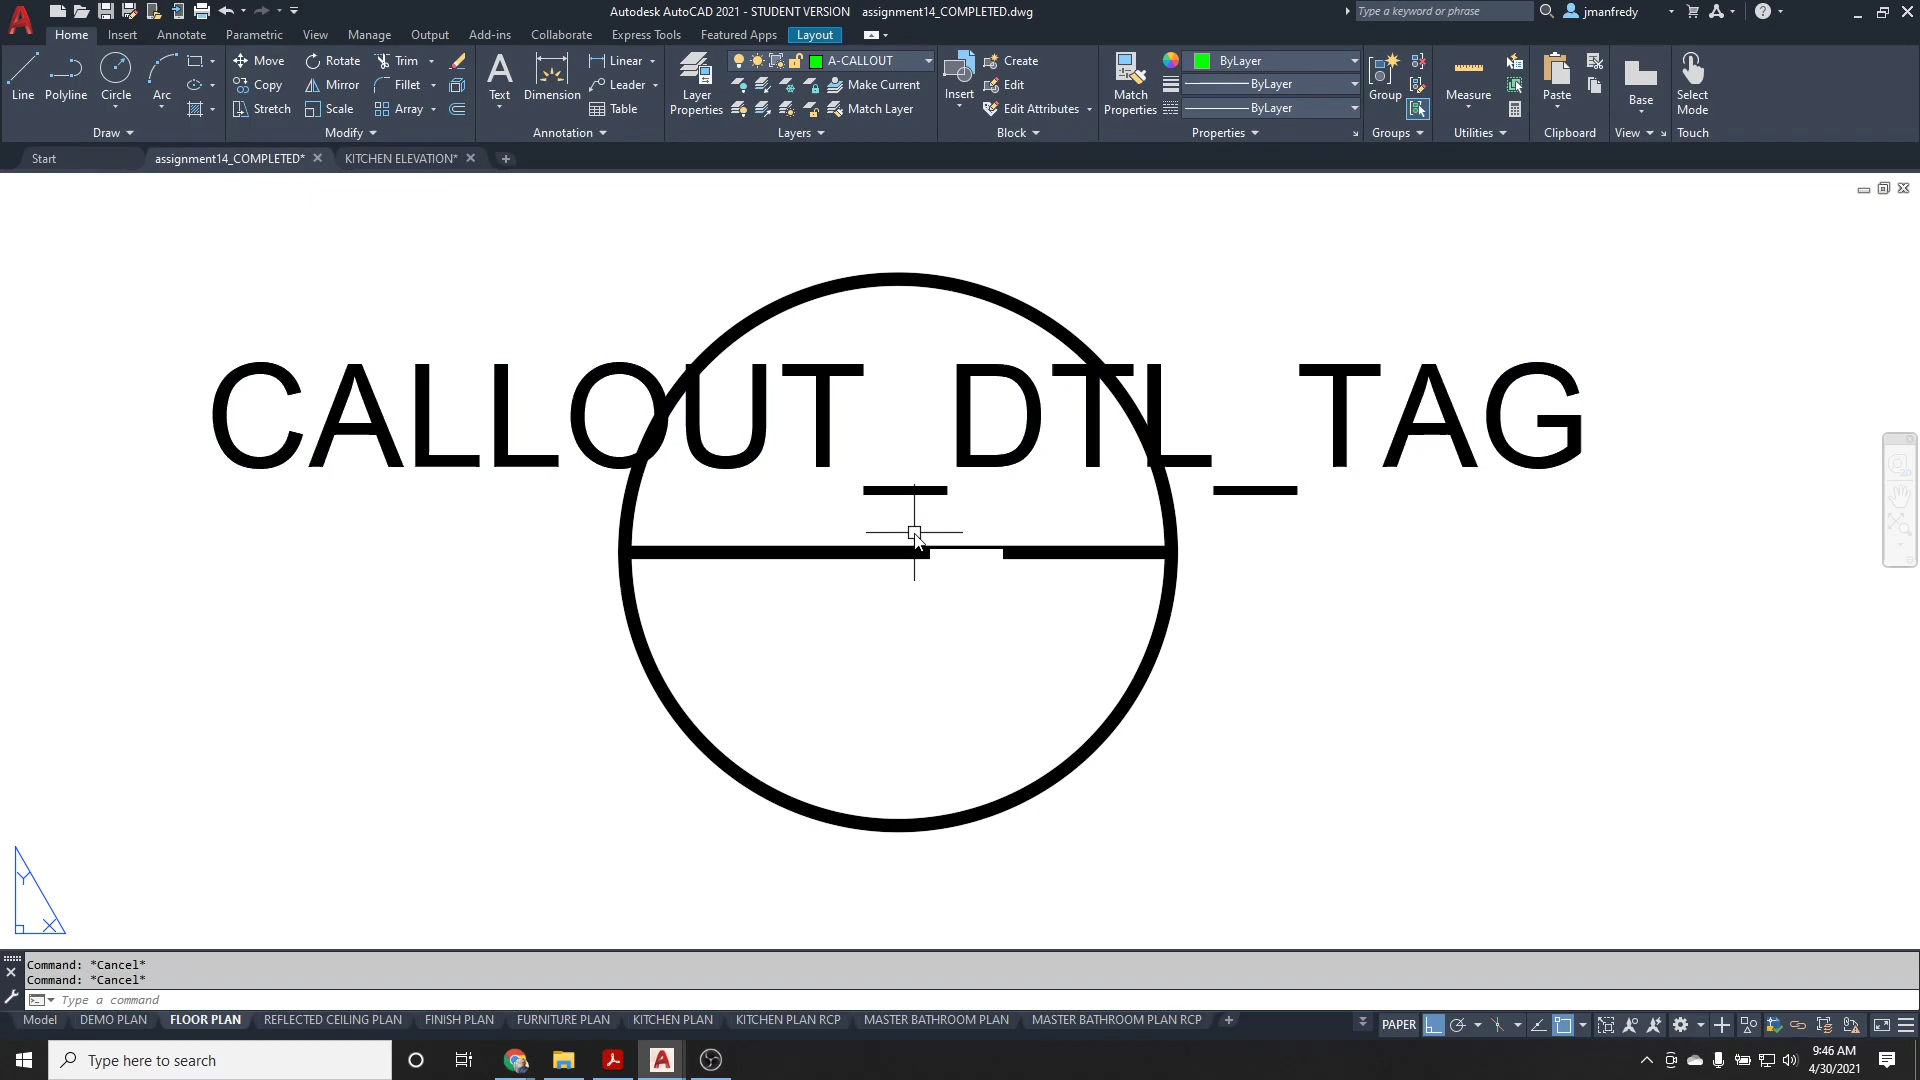 Autodesk AutoCAD 2021 - STUDENT VERSION assignment14_COMPLETED.dwg
Type a keyword or phrase
jmanfredy
Home Insert Annotate Parametric View Manage Output Add-ins Collaborate Express Tools Featured Apps Layout
Line Polyline Circle Arc
Move Rotate Trim
Copy Mirror Fillet
Stretch Scale Array
Text Dimension
Linear
Leader
Table
Layer Properties
A-CALLOUT
Make Current
Match Layer
Insert
Create
Edit
Edit Attributes
Match Properties
ByLayer
ByLayer
ByLayer
Group
Measure
Paste
Base
Select Mode
Draw Modify Annotation Layers Block Properties Groups Utilities Clipboard View Touch
Start assignment14_COMPLETED* KITCHEN ELEVATION*
CALLOUT_DTL_TAG
Y
X
Command: *Cancel*
Command: *Cancel*
Type a command
Model DEMO PLAN FLOOR PLAN REFLECTED CEILING PLAN FINISH PLAN FURNITURE PLAN KITCHEN PLAN KITCHEN PLAN RCP MASTER BATHROOM PLAN MASTER BATHROOM PLAN RCP PAPER
Type here to search
9:46 AM
4/30/2021